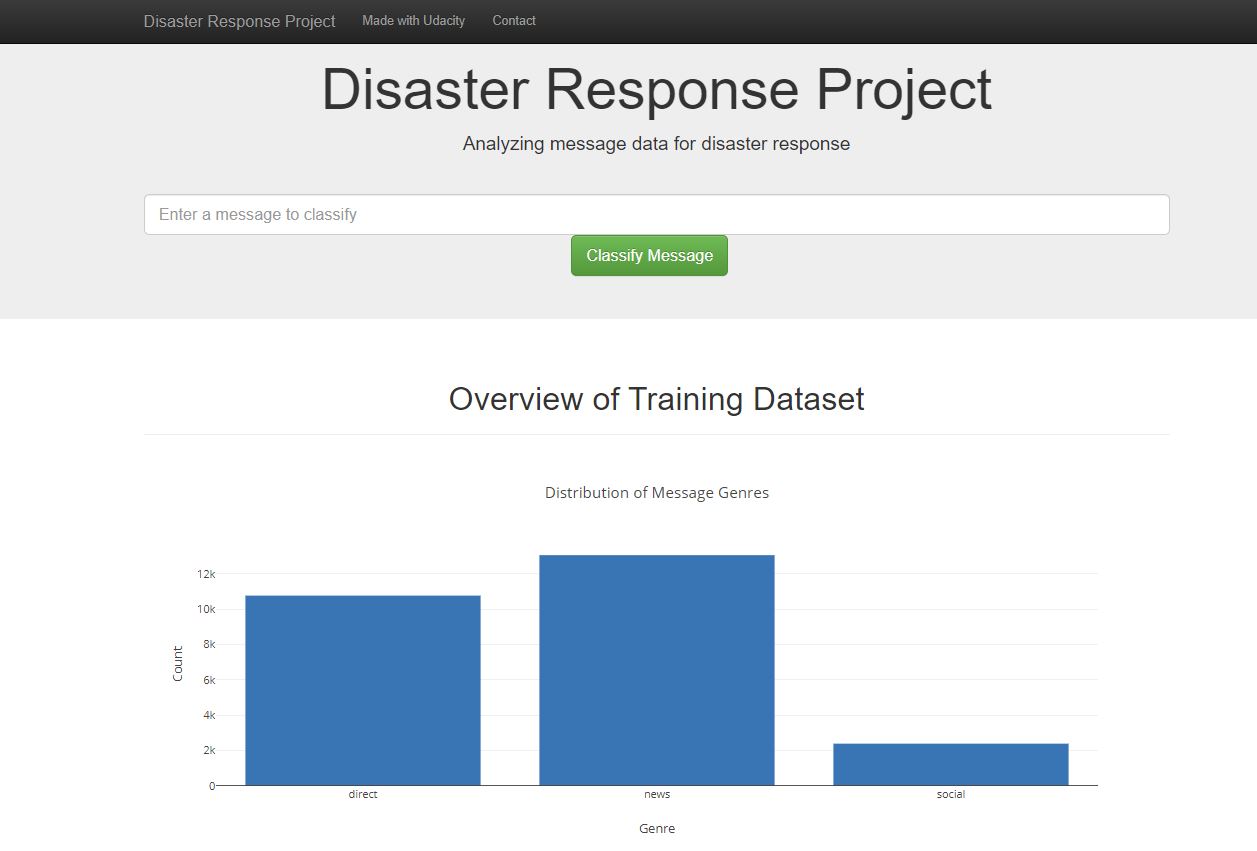 Disaster Response Project Made with Udacity Contact
Disaster Response Project
Analyzing message data for disaster response
Enter a message to classify
Classify Message
Overview of Training Dataset
Distribution of Message Genres
12k
10k
8k
6k
4k
2k
0
Count
direct news social
Genre